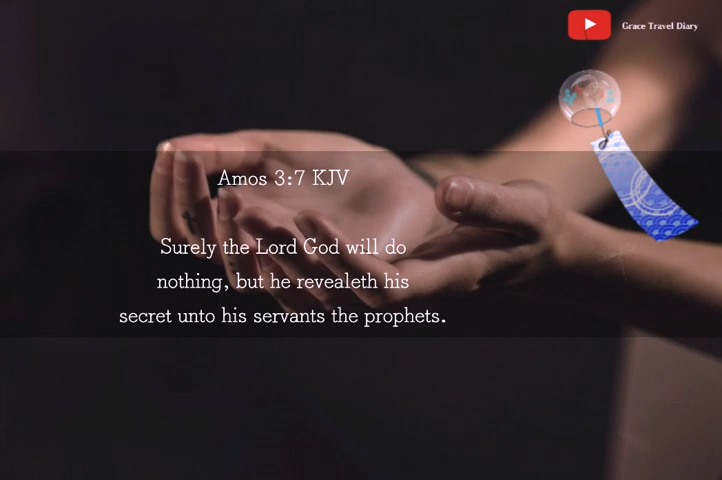 Grace Travel Diary
Amos 3:7 KJV
Surely the Lord God will do
nothing, but he revealeth his
secret unto his servants the prophets.